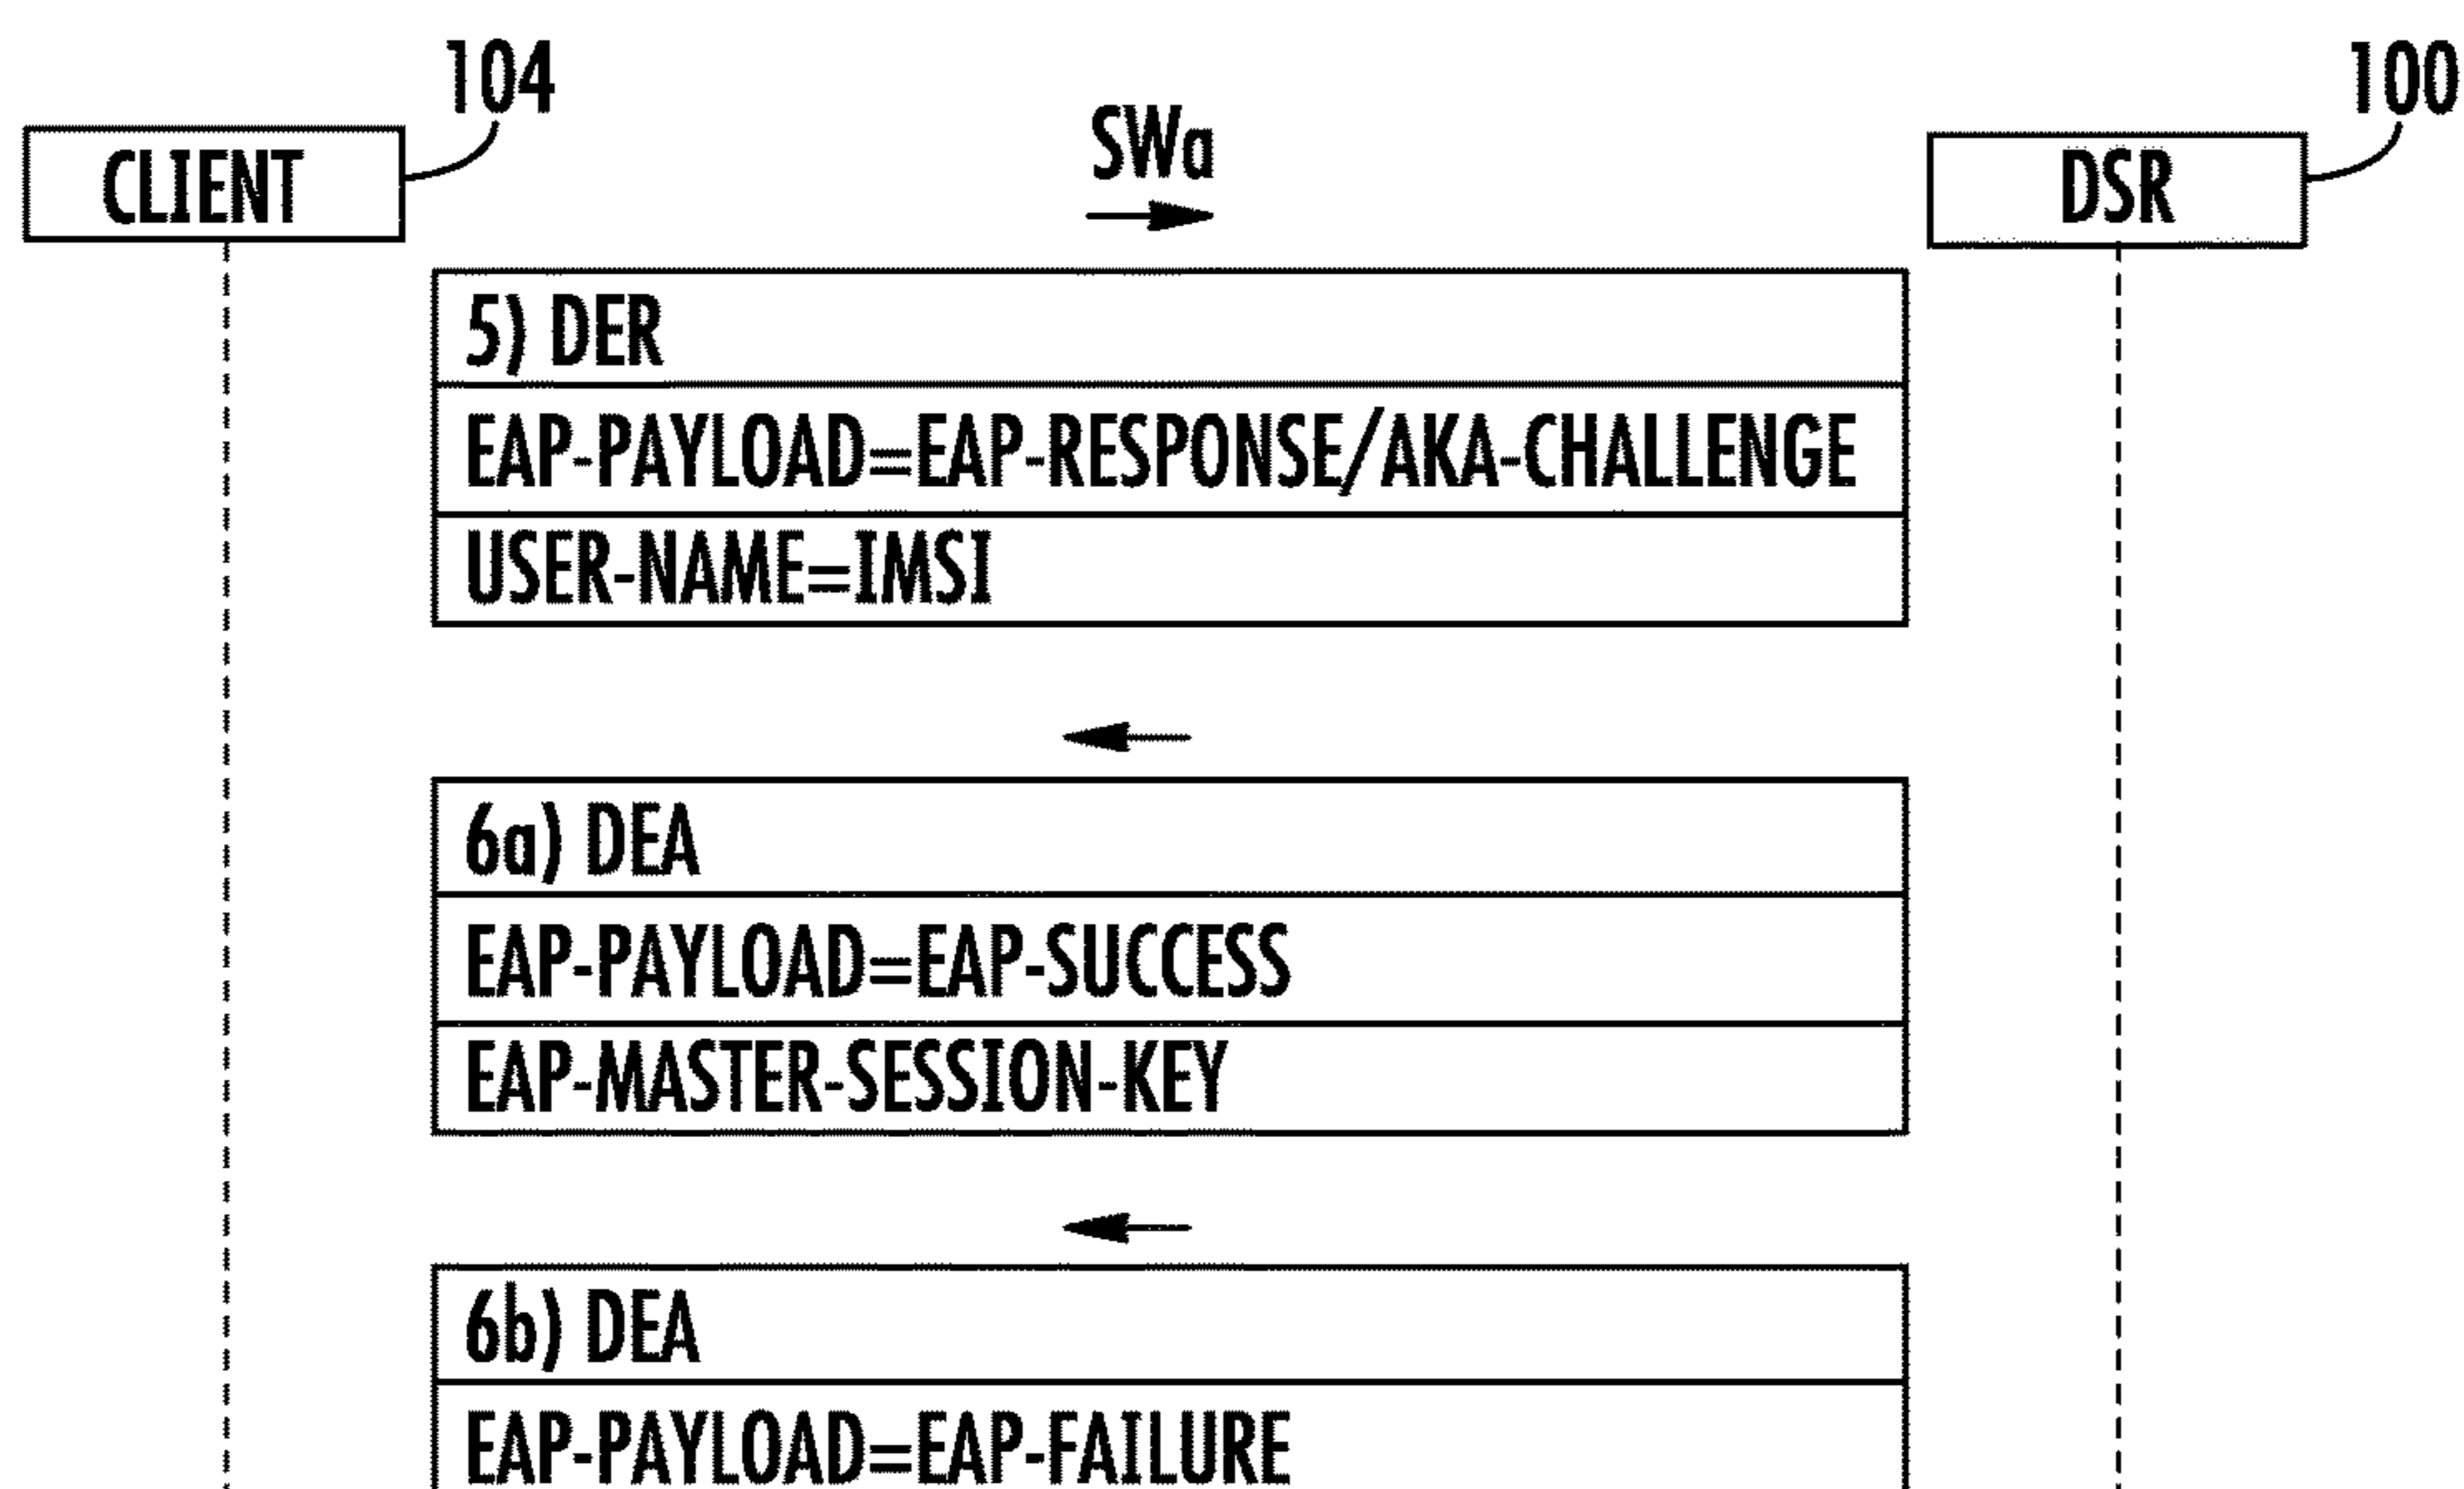 104
100
CLIENT
SWa
DSR
5) DER
EAP-PAYLOAD=EAP-RESPONSE/AKA-CHALLENGE
USER-NAME=IMSI
6a) DEA
EAP-PAYLOAD=EAP-SUCCESS
EAP-MASTER-SESSION-KEY
6b) DEA
EAP-PAYLOAD=EAP-FAILURE